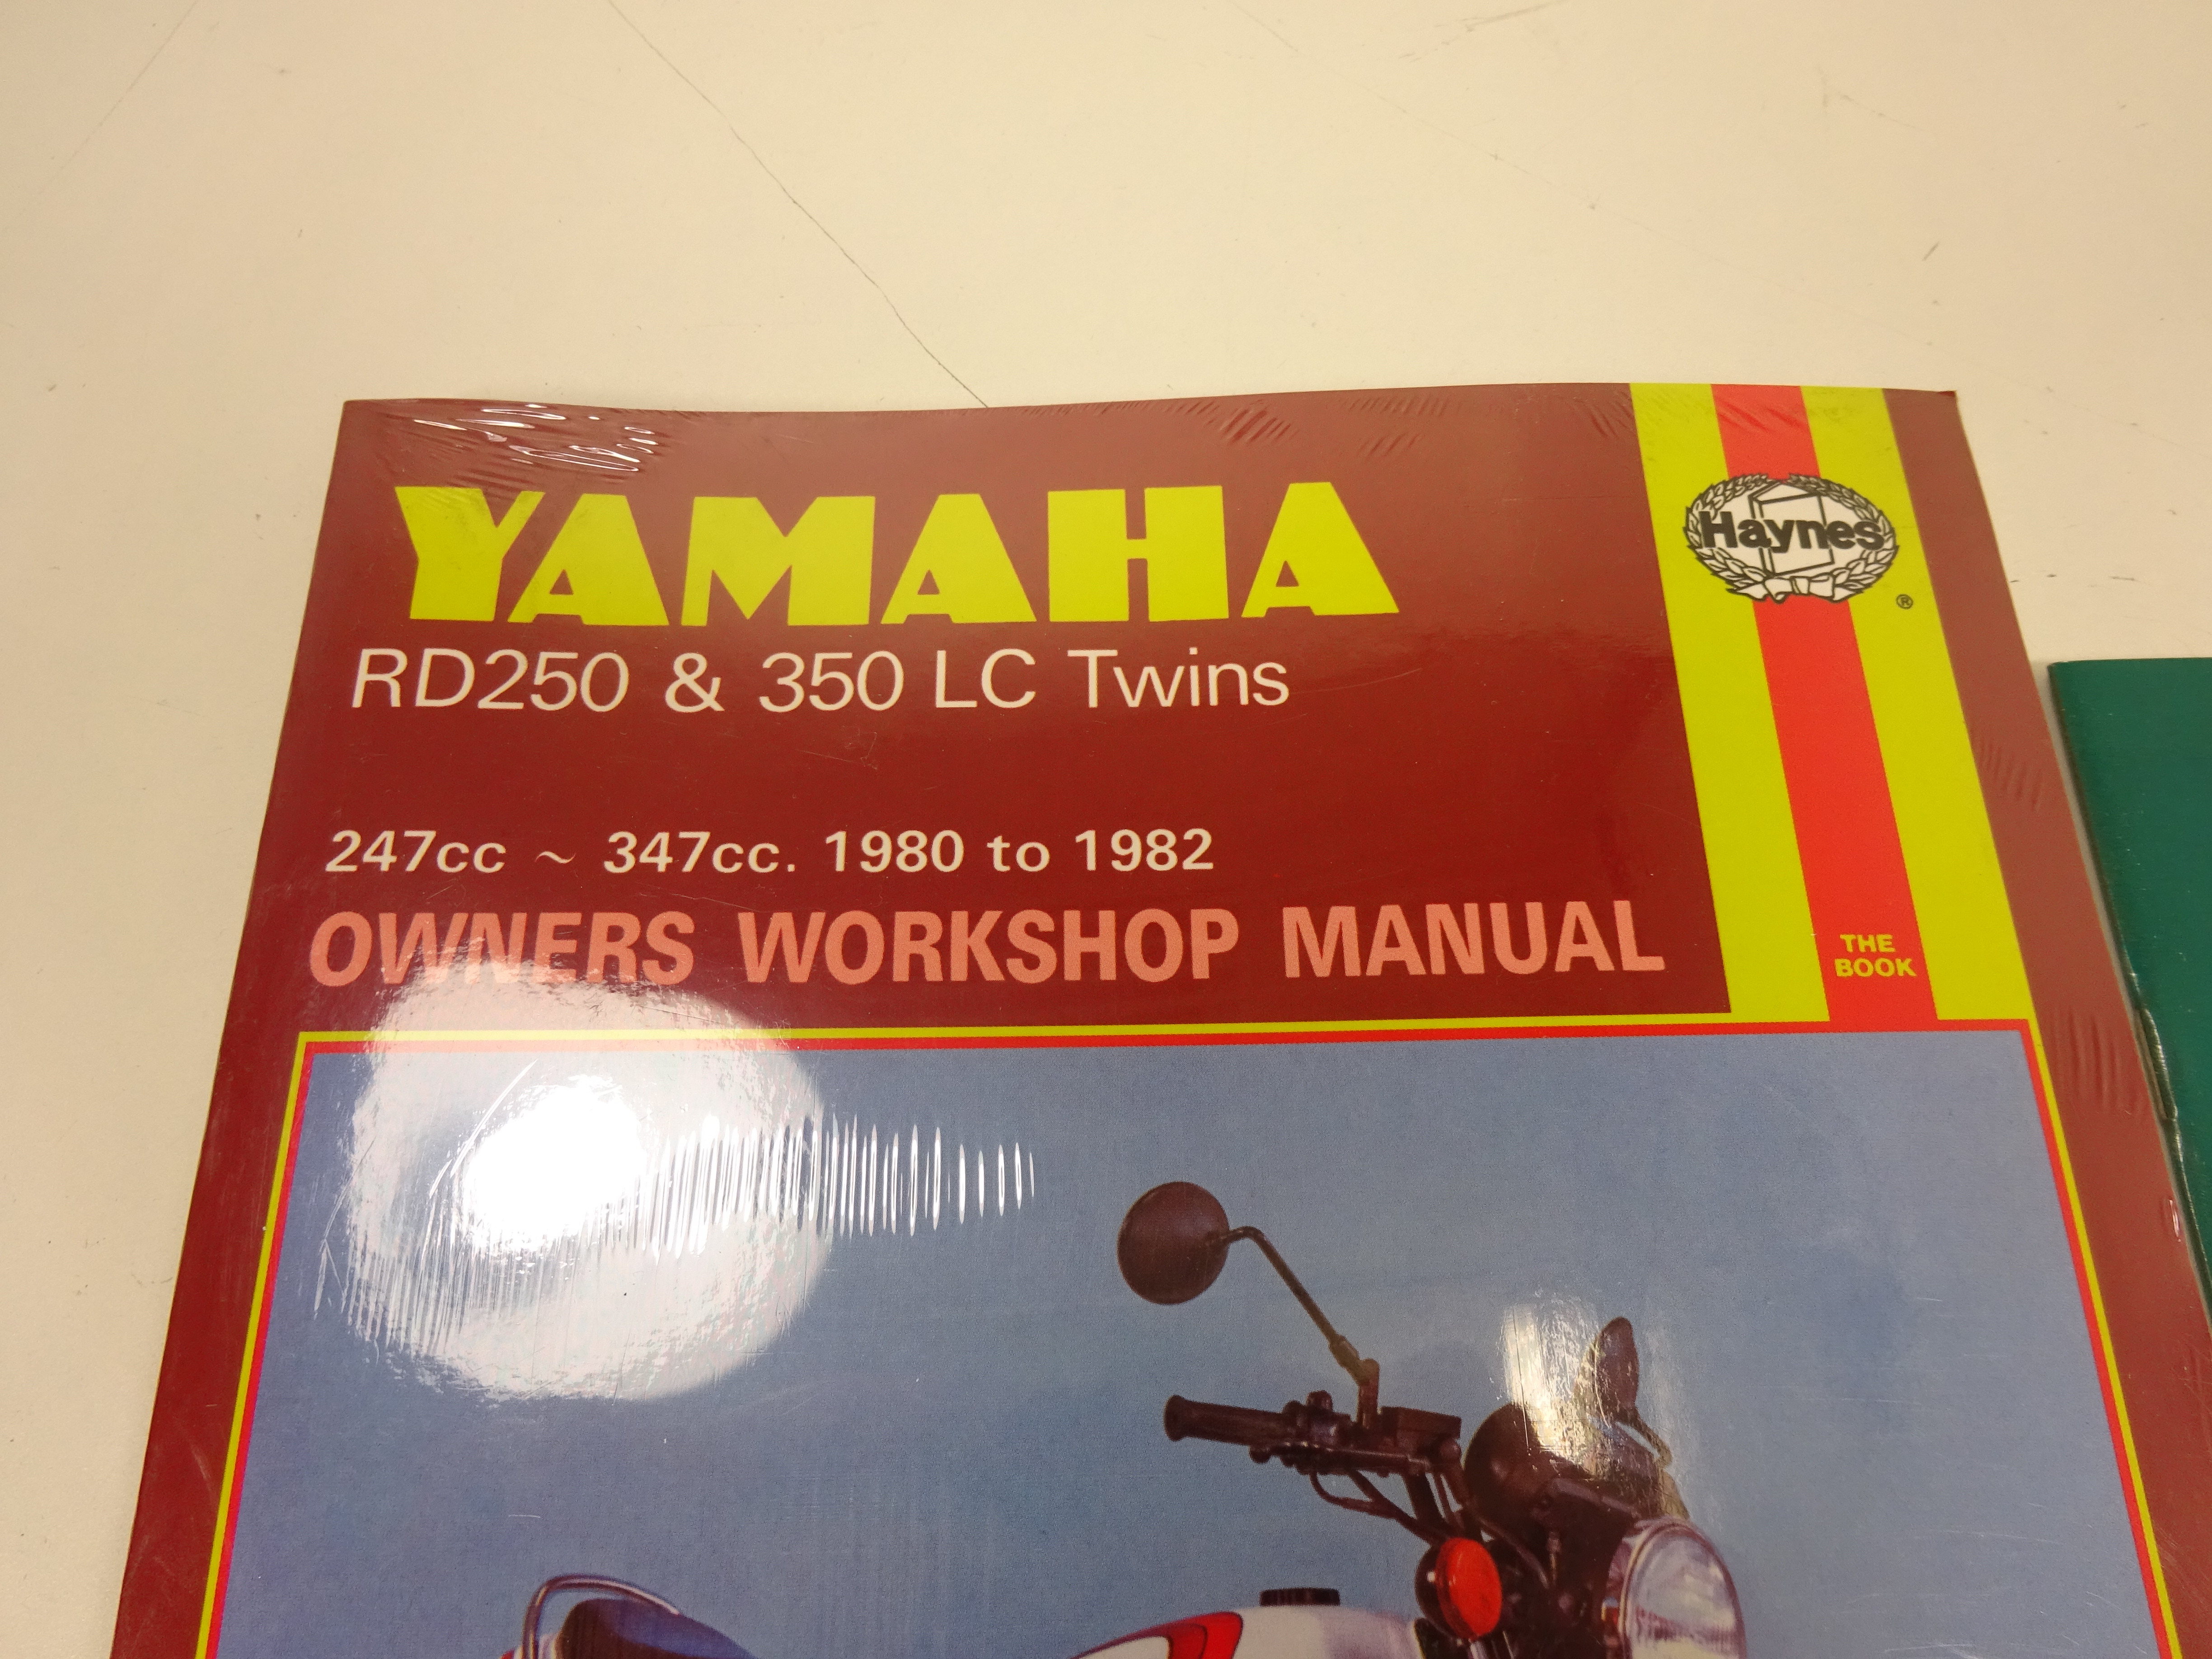 YAMAHA
RD250 & 350 LC Twins
247cc ~ 347cc. 1980 to 1982
OWNERS WORKSHOP MANUAL
Haynes
®
THE
BOOK